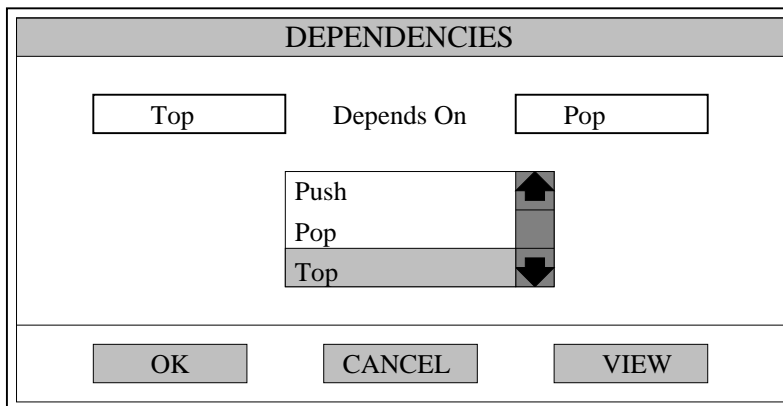 DEPENDENCIES
Top Depends On Pop
Push
Pop
Top
OK CANCEL VIEW